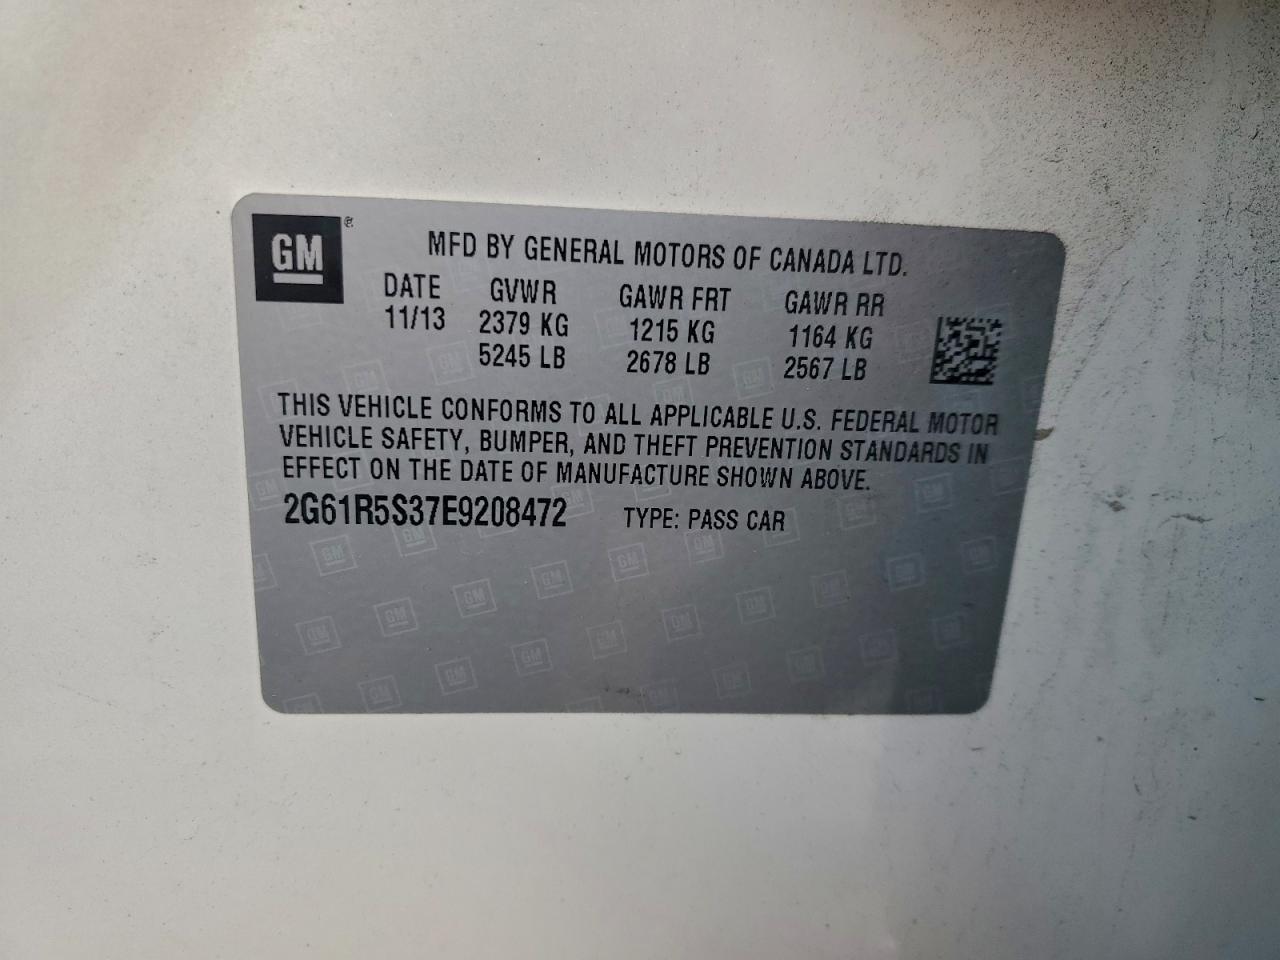 GM®
MFD BY GENERAL MOTORS OF CANADA LTD.
DATE GVWR GAWR FRT GAWR RR
11/13 2379 KG 1215 KG 1164 KG
5245 LB 2678 LB 2567 LB
THIS VEHICLE CONFORMS TO ALL APPLICABLE U.S. FEDERAL MOTOR
VEHICLE SAFETY, BUMPER, AND THEFT PREVENTION STANDARDS IN
EFFECT ON THE DATE OF MANUFACTURE SHOWN ABOVE.
2G61R5S37E9208472 TYPE: PASS CAR